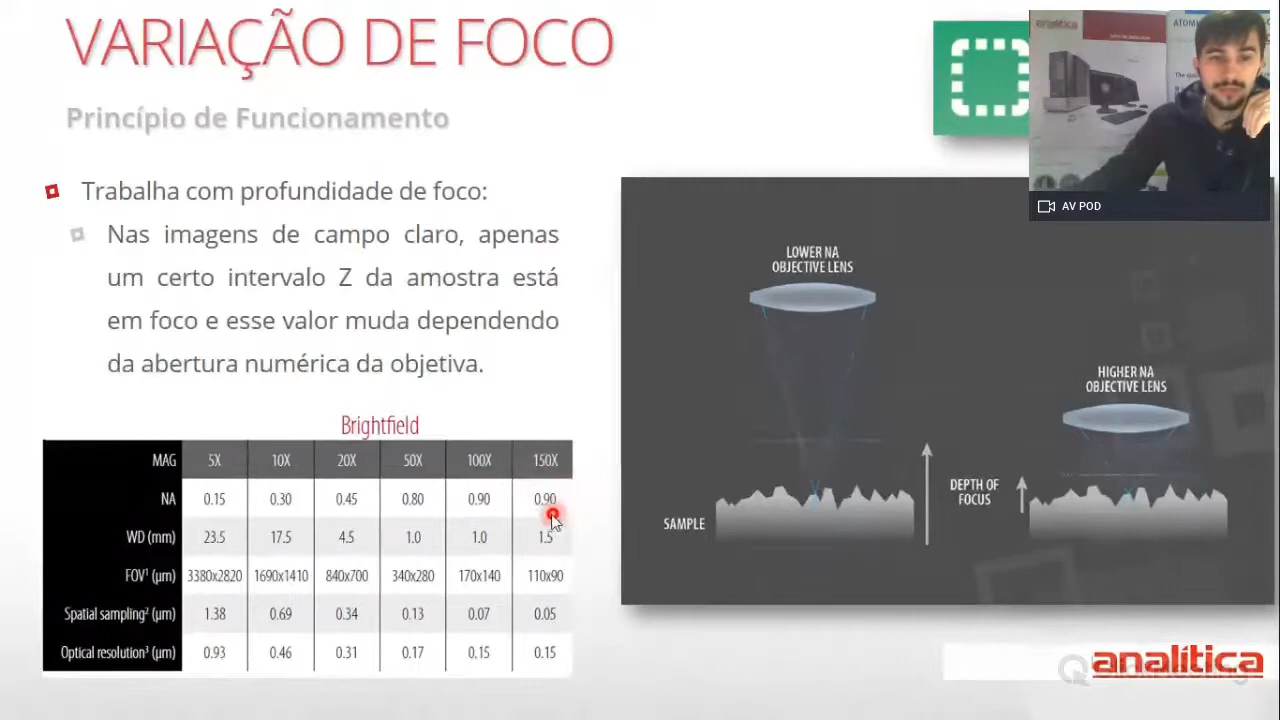 VARIAÇÃO DE FOCO
Princípio de Funcionamento
Trabalha com profundidade de foco:
Nas imagens de campo claro, apenas
um certo intervalo Z da amostra está
em foco e esse valor muda dependendo
da abertura numérica da objetiva.
Brightfield
MAG 5X 10X 20X 50X 100X 150X
NA 0.15 0.30 0.45 0.80 0.90 0.90
WD (mm) 23.5 17.5 4.5 1.0 1.0 1.5
FOV¹ (µm) 3380x2820 1690x1410 840x700 340x280 170x140 110x90
Spatial sampling² (µm) 1.38 0.69 0.34 0.13 0.07 0.05
Optical resolution³ (µm) 0.93 0.46 0.31 0.17 0.15 0.15
analítica
AV POD
LOWER NA
OBJECTIVE LENS
HIGHER NA
OBJECTIVE LENS
DEPTH OF
FOCUS
SAMPLE
analítica